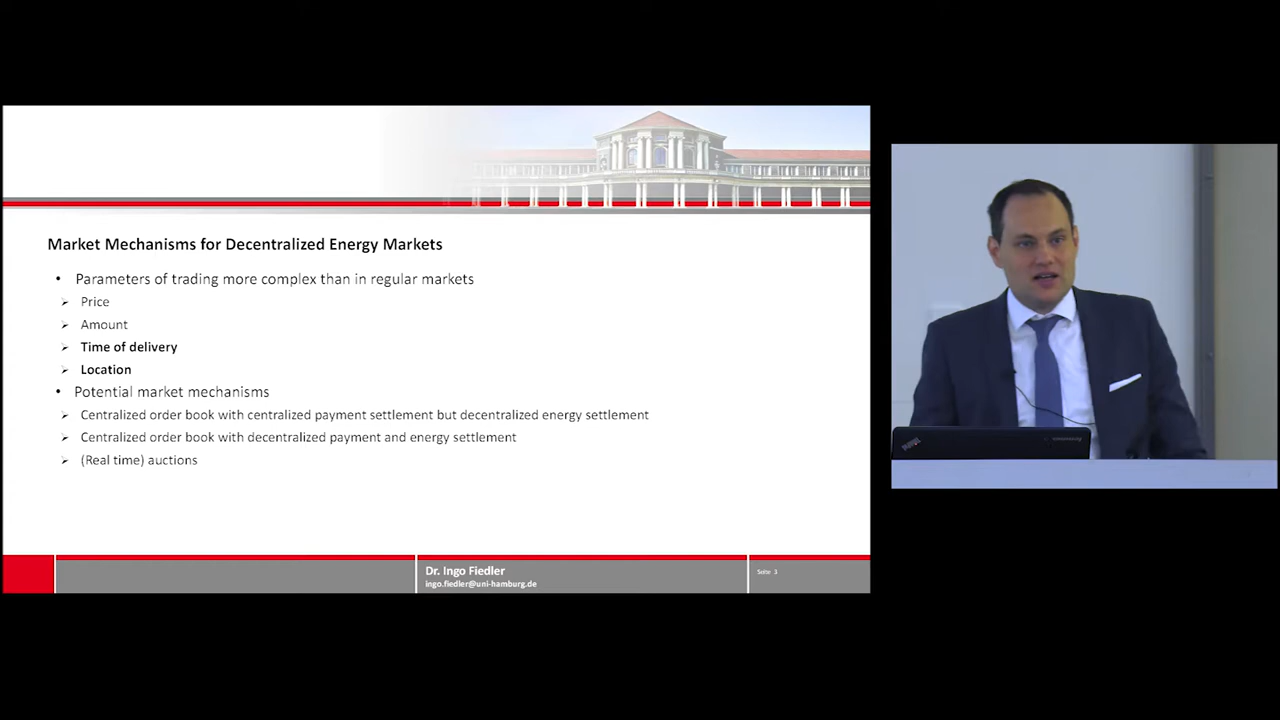 Market Mechanisms for Decentralized Energy Markets
• Parameters of trading more complex than in regular markets
➢ Price
➢ Amount
➢ Time of delivery
➢ Location
• Potential market mechanisms
➢ Centralized order book with centralized payment settlement but decentralized energy settlement
➢ Centralized order book with decentralized payment and energy settlement
➢ (Real time) auctions
Dr. Ingo Fiedler
ingo.fiedler@uni-hamburg.de
Seite 3
ThinkPad